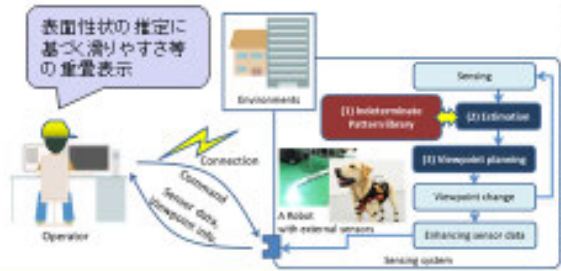 表面性状の推定に
基づく滑りやすさ等
の重畳表示
Environments
Sensing
(1) Indeterminate
Pattern library
(2) Estimation
(3) Viewpoint planning
Connection
Command
Sensor data,
viewpoint info.
Operator
A Robot
with external sensors
Viewpoint change
Enhancing sensor data
Sensing system